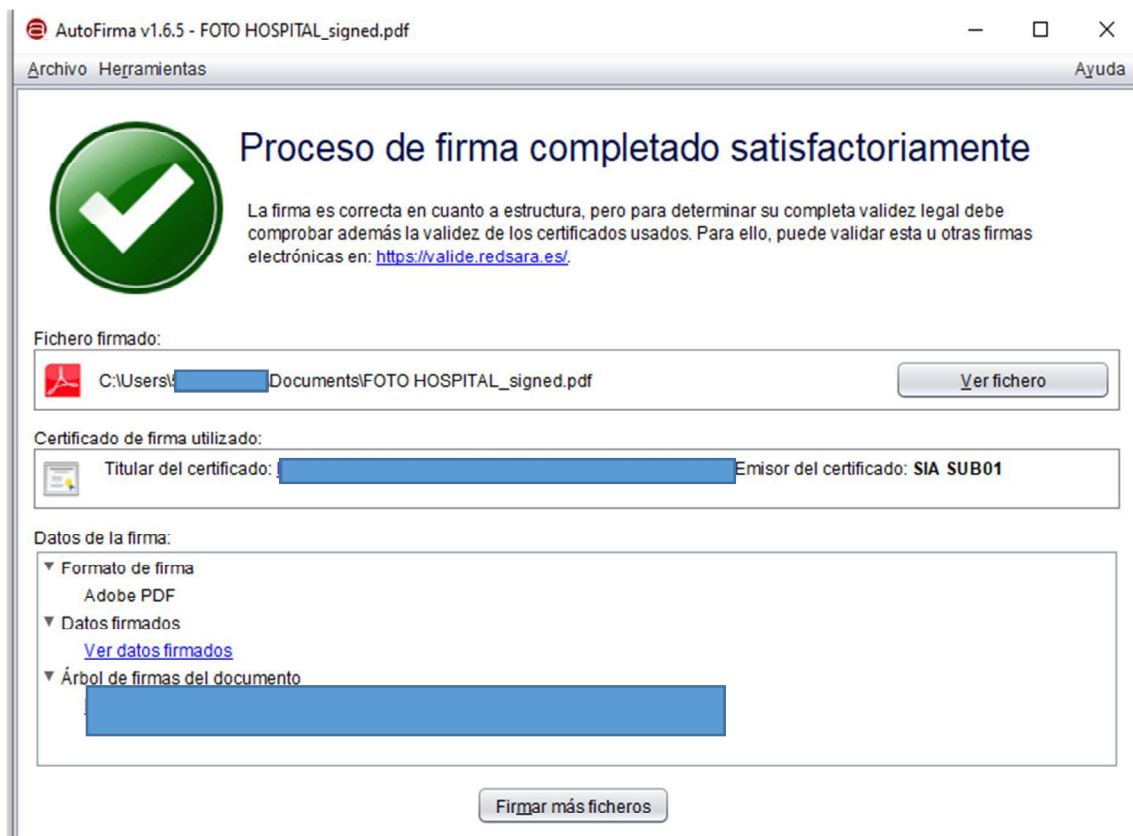 AutoFirma v1.6.5 - FOTO HOSPITAL_signed.pdf
Archivo Herramientas Ayuda
Proceso de firma completado satisfactoriamente
La firma es correcta en cuanto a estructura, pero para determinar su completa validez legal debe
comprobar además la validez de los certificados usados. Para ello, puede validar esta u otras firmas
electrónicas en: https://valide.redsara.es/.
Fichero firmado:
C:\Users\ \Documents\FOTO HOSPITAL_signed.pdf Ver fichero
Certificado de firma utilizado:
Titular del certificado: Emisor del certificado: SIA SUB01
Datos de la firma:
Formato de firma
Adobe PDF
Datos firmados
Ver datos firmados
Árbol de firmas del documento
Firmar más ficheros